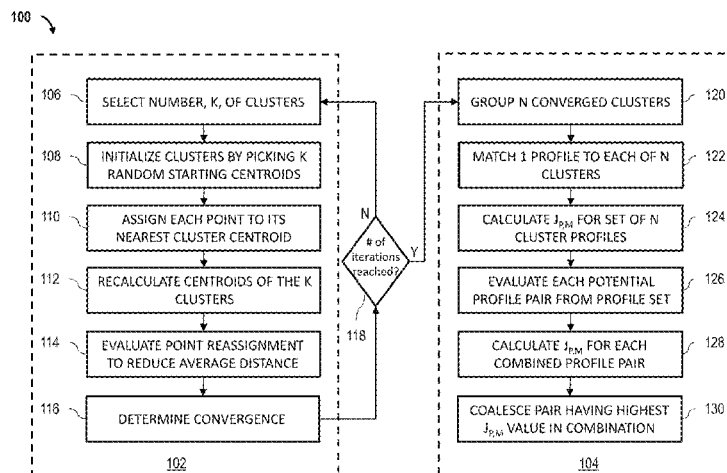 100
106
SELECT NUMBER, K, OF CLUSTERS
108
INITIALIZE CLUSTERS BY PICKING K
RANDOM STARTING CENTROIDS
110
ASSIGN EACH POINT TO ITS
NEAREST CLUSTER CENTROID
112
RECALCULATE CENTROIDS OF THE K
CLUSTERS
114
EVALUATE POINT REASSIGNMENT
TO REDUCE AVERAGE DISTANCE
116
DETERMINE CONVERGENCE
102
N
# of
iterations
reached?
Y
118
GROUP N CONVERGED CLUSTERS
120
MATCH 1 PROFILE TO EACH OF N
CLUSTERS
122
CALCULATE JP,M FOR SET OF N
CLUSTER PROFILES
124
EVALUATE EACH POTENTIAL
PROFILE PAIR FROM PROFILE SET
126
CALCULATE JP,M FOR EACH
COMBINED PROFILE PAIR
128
COALESCE PAIR HAVING HIGHEST
JP,M VALUE IN COMBINATION
130
104